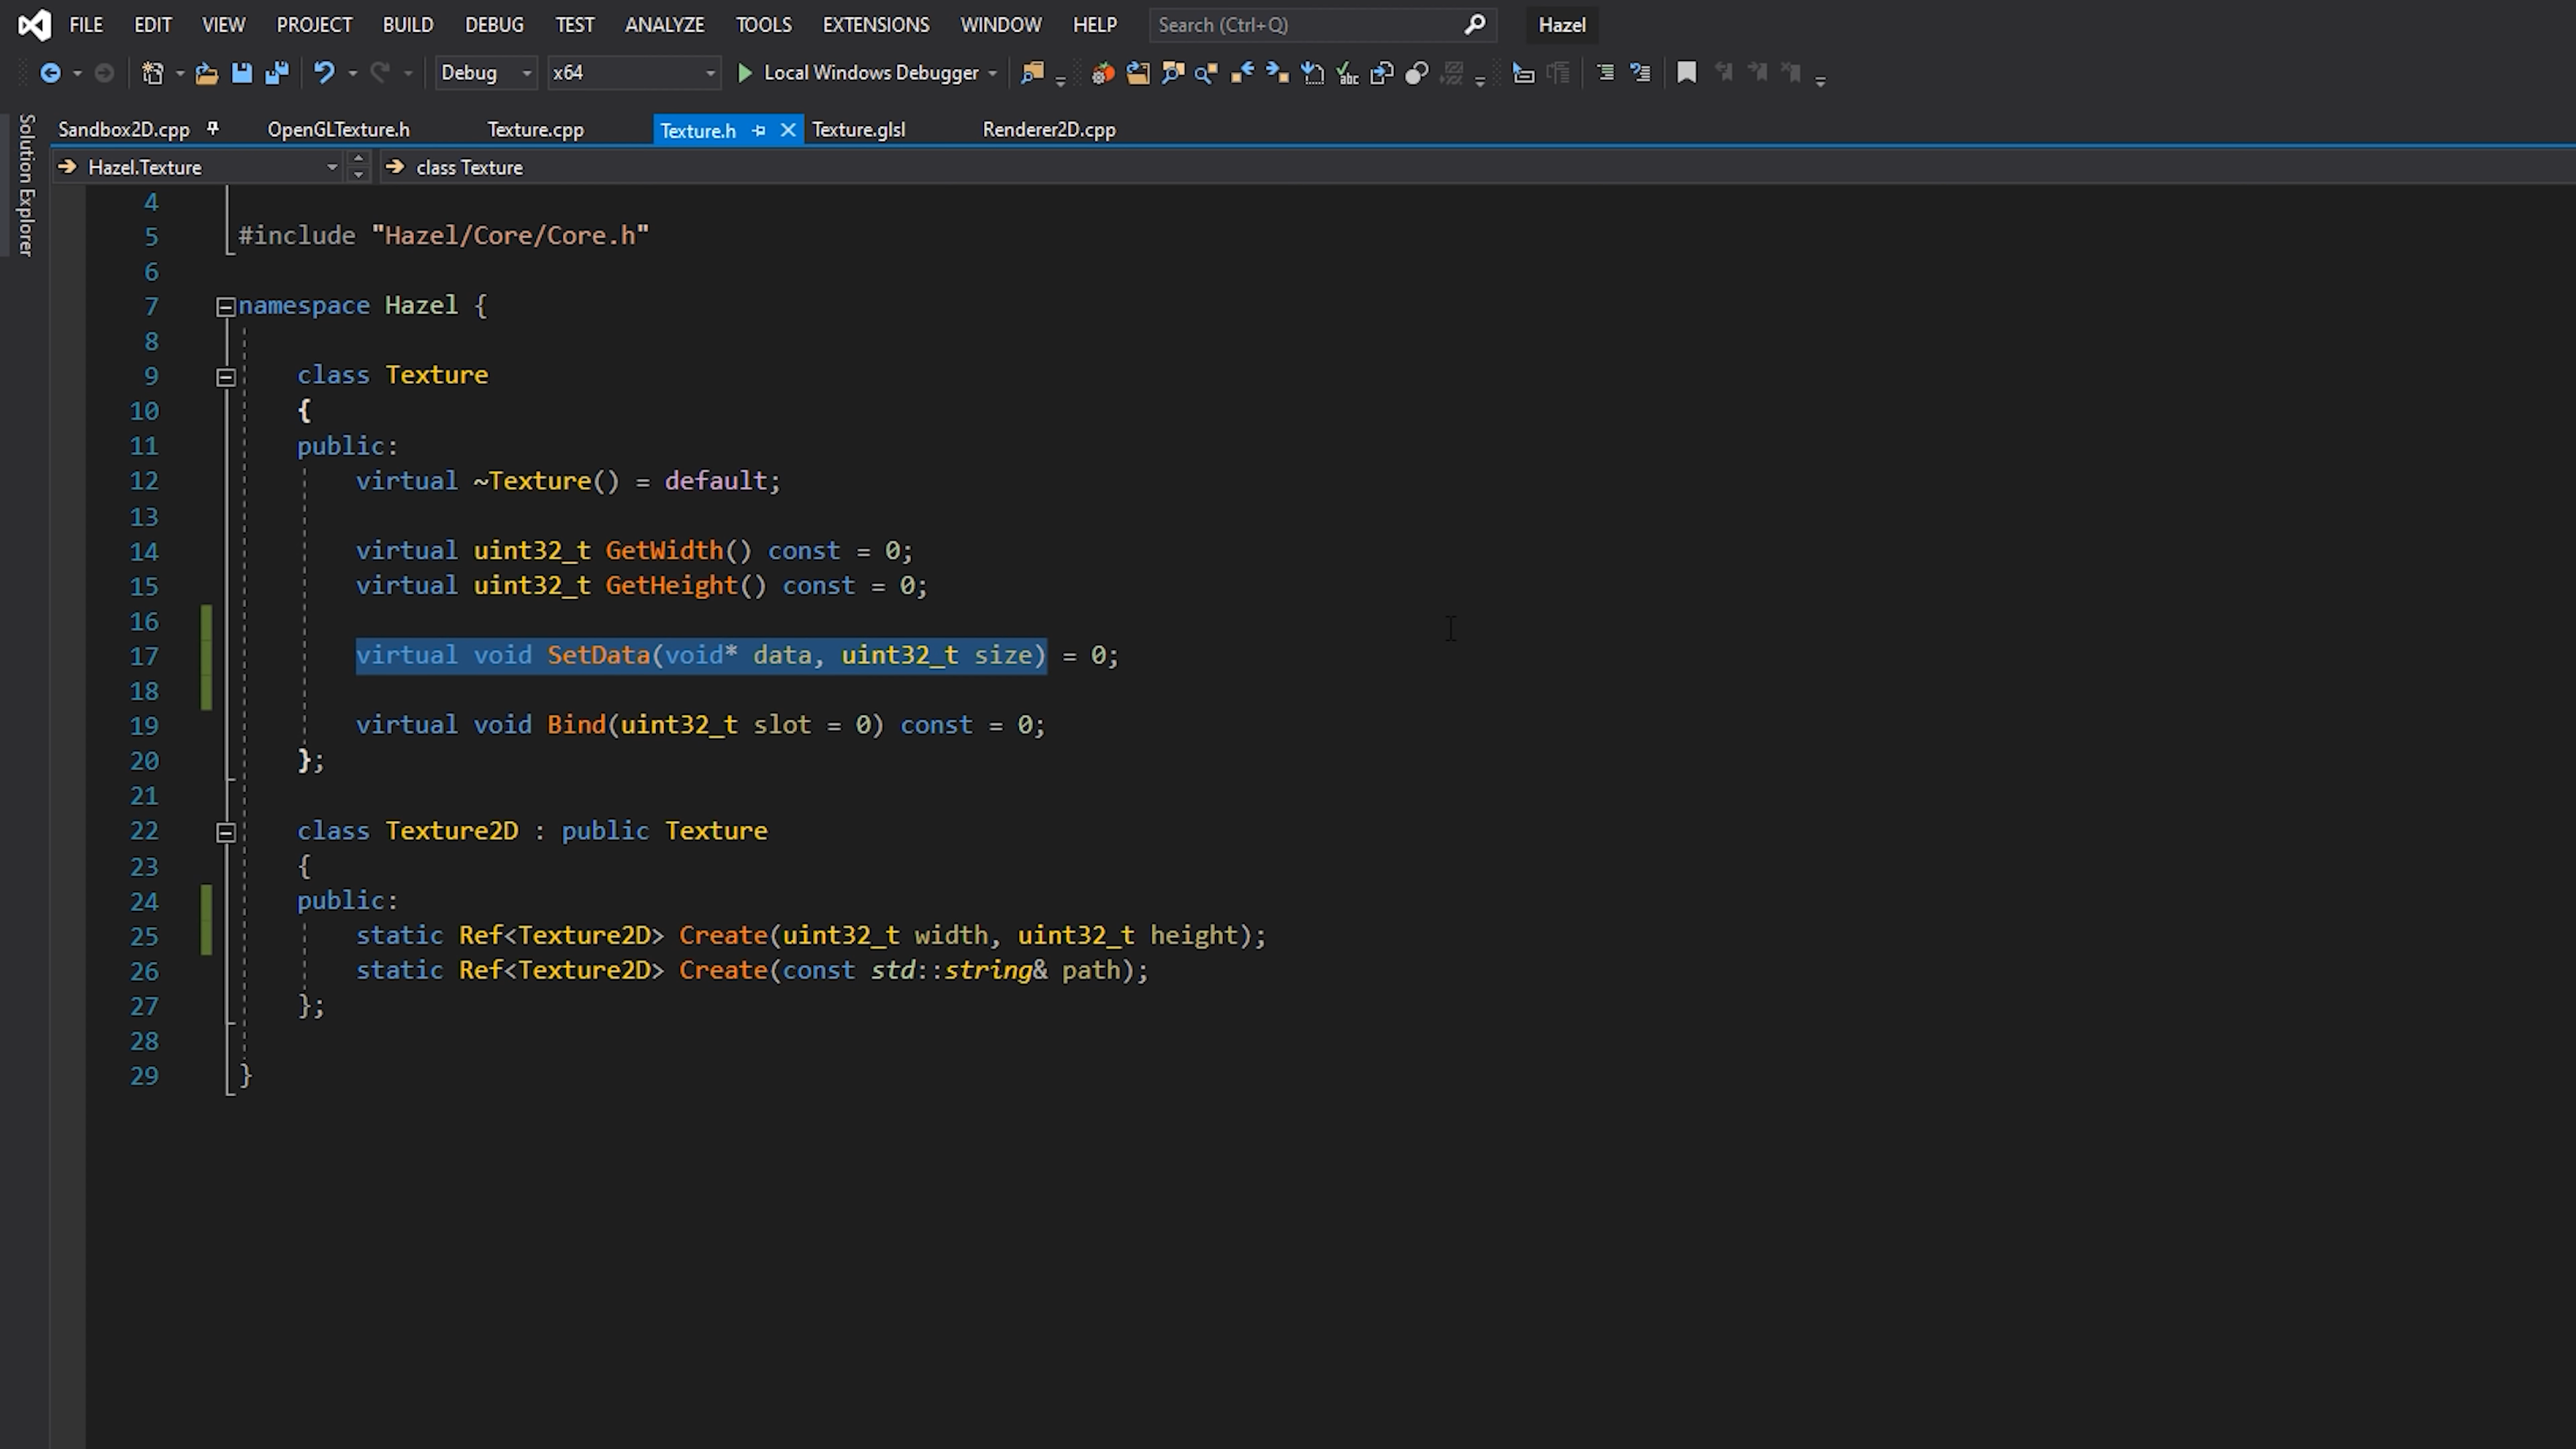 FILE EDIT VIEW PROJECT BUILD DEBUG TEST ANALYZE TOOLS EXTENSIONS WINDOW HELP Search (Ctrl+Q) Hazel
Debug x64 Local Windows Debugger
Solution Explorer
Sandbox2D.cpp OpenGLTexture.h Texture.cpp Texture.h Texture.glsl Renderer2D.cpp
Hazel.Texture class Texture
4
5 #include "Hazel/Core/Core.h"
6
7 namespace Hazel {
8
9 class Texture
10 {
11 public:
12 virtual ~Texture() = default;
13
14 virtual uint32_t GetWidth() const = 0;
15 virtual uint32_t GetHeight() const = 0;
16
17 virtual void SetData(void* data, uint32_t size) = 0;
18
19 virtual void Bind(uint32_t slot = 0) const = 0;
20 };
21
22 class Texture2D : public Texture
23 {
24 public:
25 static Ref<Texture2D> Create(uint32_t width, uint32_t height);
26 static Ref<Texture2D> Create(const std::string& path);
27 };
28
29 }